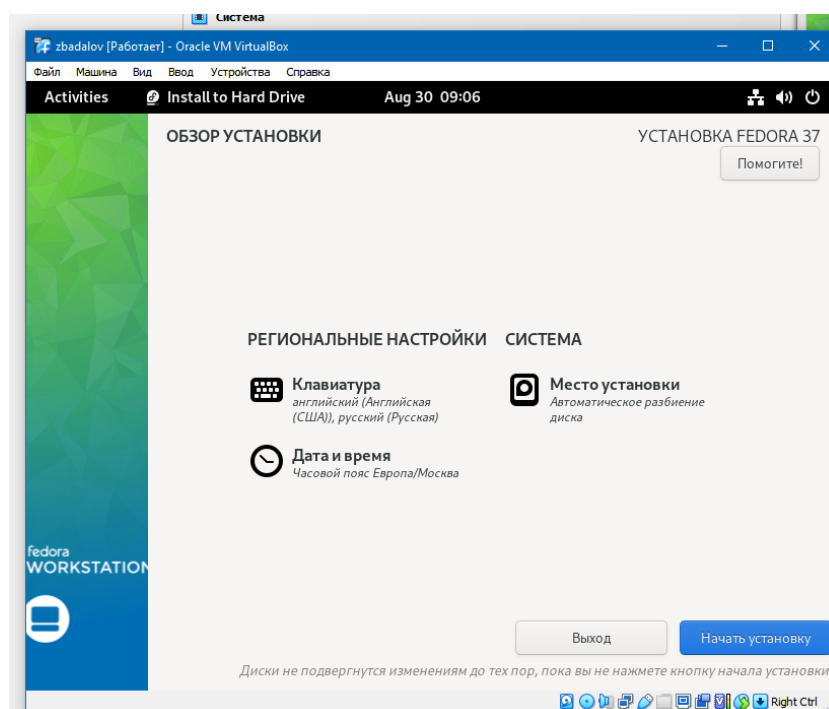 Система
zbadalov [Работает] - Oracle VM VirtualBox
Файл Машина Вид Ввод Устройства Справка
Activities Install to Hard Drive Aug 30 09:06
ОБЗОР УСТАНОВКИ
УСТАНОВКА FEDORA 37
Помогите!
РЕГИОНАЛЬНЫЕ НАСТРОЙКИ
Клавиатура
английский (Английская
(США)), русский (Русская)
Дата и время
Часовой пояс Европа/Москва
СИСТЕМА
Место установки
Автоматическое разбиение
диска
fedora
WORKSTATION
Выход
Начать установку
Диски не подвергнутся изменениям до тех пор, пока вы не нажмете кнопку начала установки
Right Ctrl